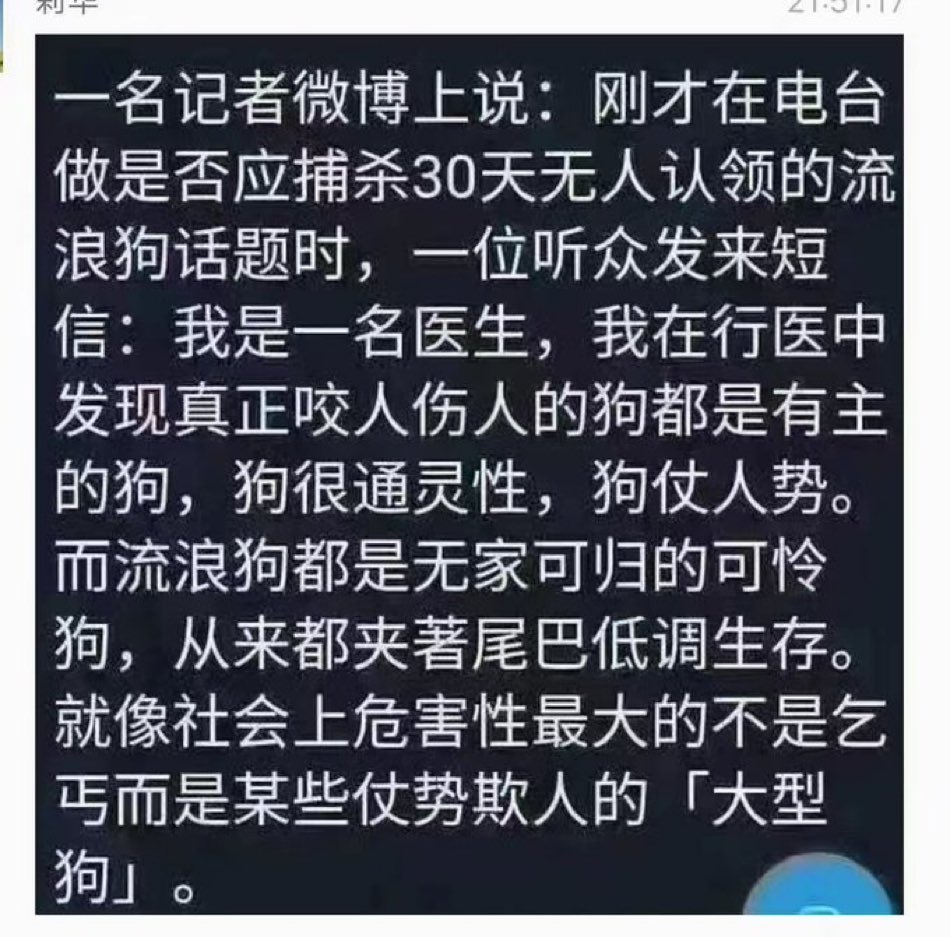 21:51:17
一名记者微博上说：刚才在电台
做是否应捕杀30天无人认领的流
浪狗话题时，一位听众发来短
信：我是一名医生，我在行医中
发现真正咬人伤人的狗都是有主
的狗，狗很通灵性，狗仗人势。
而流浪狗都是无家可归的可怜
狗，从来都夹著尾巴低调生存。
就像社会上危害性最大的不是乞
丐而是某些仗势欺人的「大型
狗」。